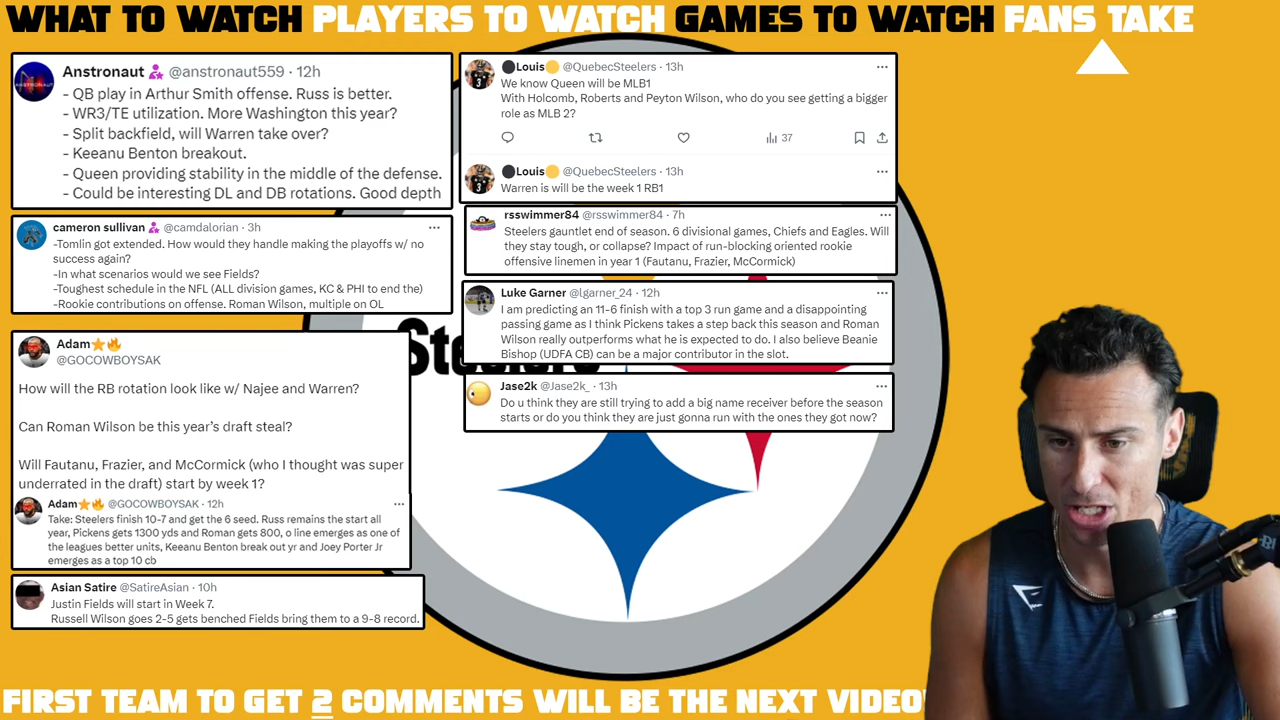 WHAT TO WATCH PLAYERS TO WATCH GAMES TO WATCH FANS TAKE
Anstronaut @anstronaut559 · 12h
- QB play in Arthur Smith offense. Russ is better.
- WR3/TE utilization. More Washington this year?
- Split backfield, will Warren take over?
- Keeanu Benton breakout.
- Queen providing stability in the middle of the defense.
- Could be interesting DL and DB rotations. Good depth
cameron sullivan @camdalorian · 3h
-Tomlin got extended. How would they handle making the playoffs w/ no
success again?
-In what scenarios would we see Fields?
-Toughest schedule in the NFL (ALL division games, KC & PHI to end the)
-Rookie contributions on offense. Roman Wilson, multiple on OL
Adam⭐🔥
@GOCOWBOYSAK
How will the RB rotation look like w/ Najee and Warren?
Can Roman Wilson be this year's draft steal?
Will Fautanu, Frazier, and McCormick (who I thought was super
underrated in the draft) start by week 1?
Adam⭐🔥 @GOCOWBOYSAK · 12h
Take: Steelers finish 10-7 and get the 6 seed. Russ remains the start all
year, Pickens gets 1300 yds and Roman gets 800, o line emerges as one of
the leagues better units, Keeanu Benton break out yr and Joey Porter Jr
emerges as a top 10 cb
Asian Satire @SatireAsian · 10h
Justin Fields will start in Week 7.
Russell Wilson goes 2-5 gets benched Fields bring them to a 9-8 record.
⚫Louis🟡 @QuebecSteelers · 13h
We know Queen will be MLB1
With Holcomb, Roberts and Peyton Wilson, who do you see getting a bigger
role as MLB 2?
37
⚫Louis🟡 @QuebecSteelers · 13h
Warren is will be the week 1 RB1
rsswimmer84 @rsswimmer84 · 7h
Steelers gauntlet end of season. 6 divisional games, Chiefs and Eagles. Will
they stay tough, or collapse? Impact of run-blocking oriented rookie
offensive linemen in year 1 (Fautanu, Frazier, McCormick)
Luke Garner @lgarner_24 · 12h
I am predicting an 11-6 finish with a top 3 run game and a disappointing
passing game as I think Pickens takes a step back this season and Roman
Wilson really outperforms what he is expected to do. I also believe Beanie
Bishop (UDFA CB) can be a major contributor in the slot.
Jase2k @Jase2k_ · 13h
Do u think they are still trying to add a big name receiver before the season
starts or do you think they are just gonna run with the ones they got now?
Steelers
FIRST TEAM TO GET 2 COMMENTS WILL BE THE NEXT VIDEO